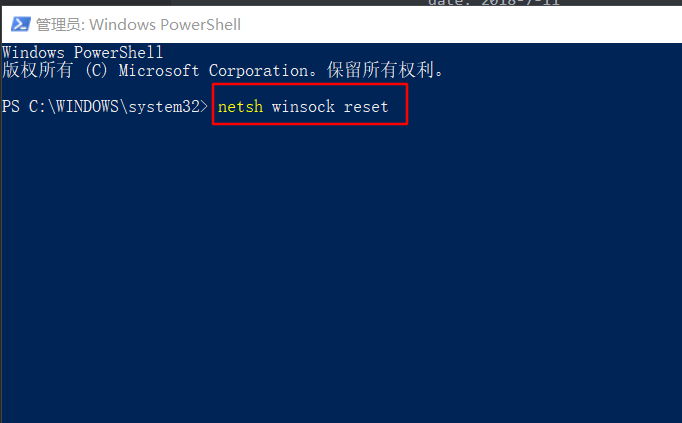 date: 2018-7-11
管理员: Windows PowerShell
Windows PowerShell
版权所有 (C) Microsoft Corporation。保留所有权利。
PS C:\WINDOWS\system32> netsh winsock reset